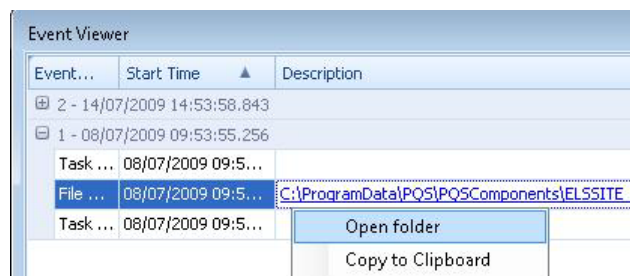 Event Viewer
Event... Start Time Description
2 - 14/07/2009 14:53:58.843
1 - 08/07/2009 09:53:55.256
Task ... 08/07/2009 09:5...
File ... 08/07/2009 09:5... C:\ProgramData\PQS\PQSComponents\ELSSITE_
Task ... 08/07/2009 09:5... Open folder
Copy to Clipboard